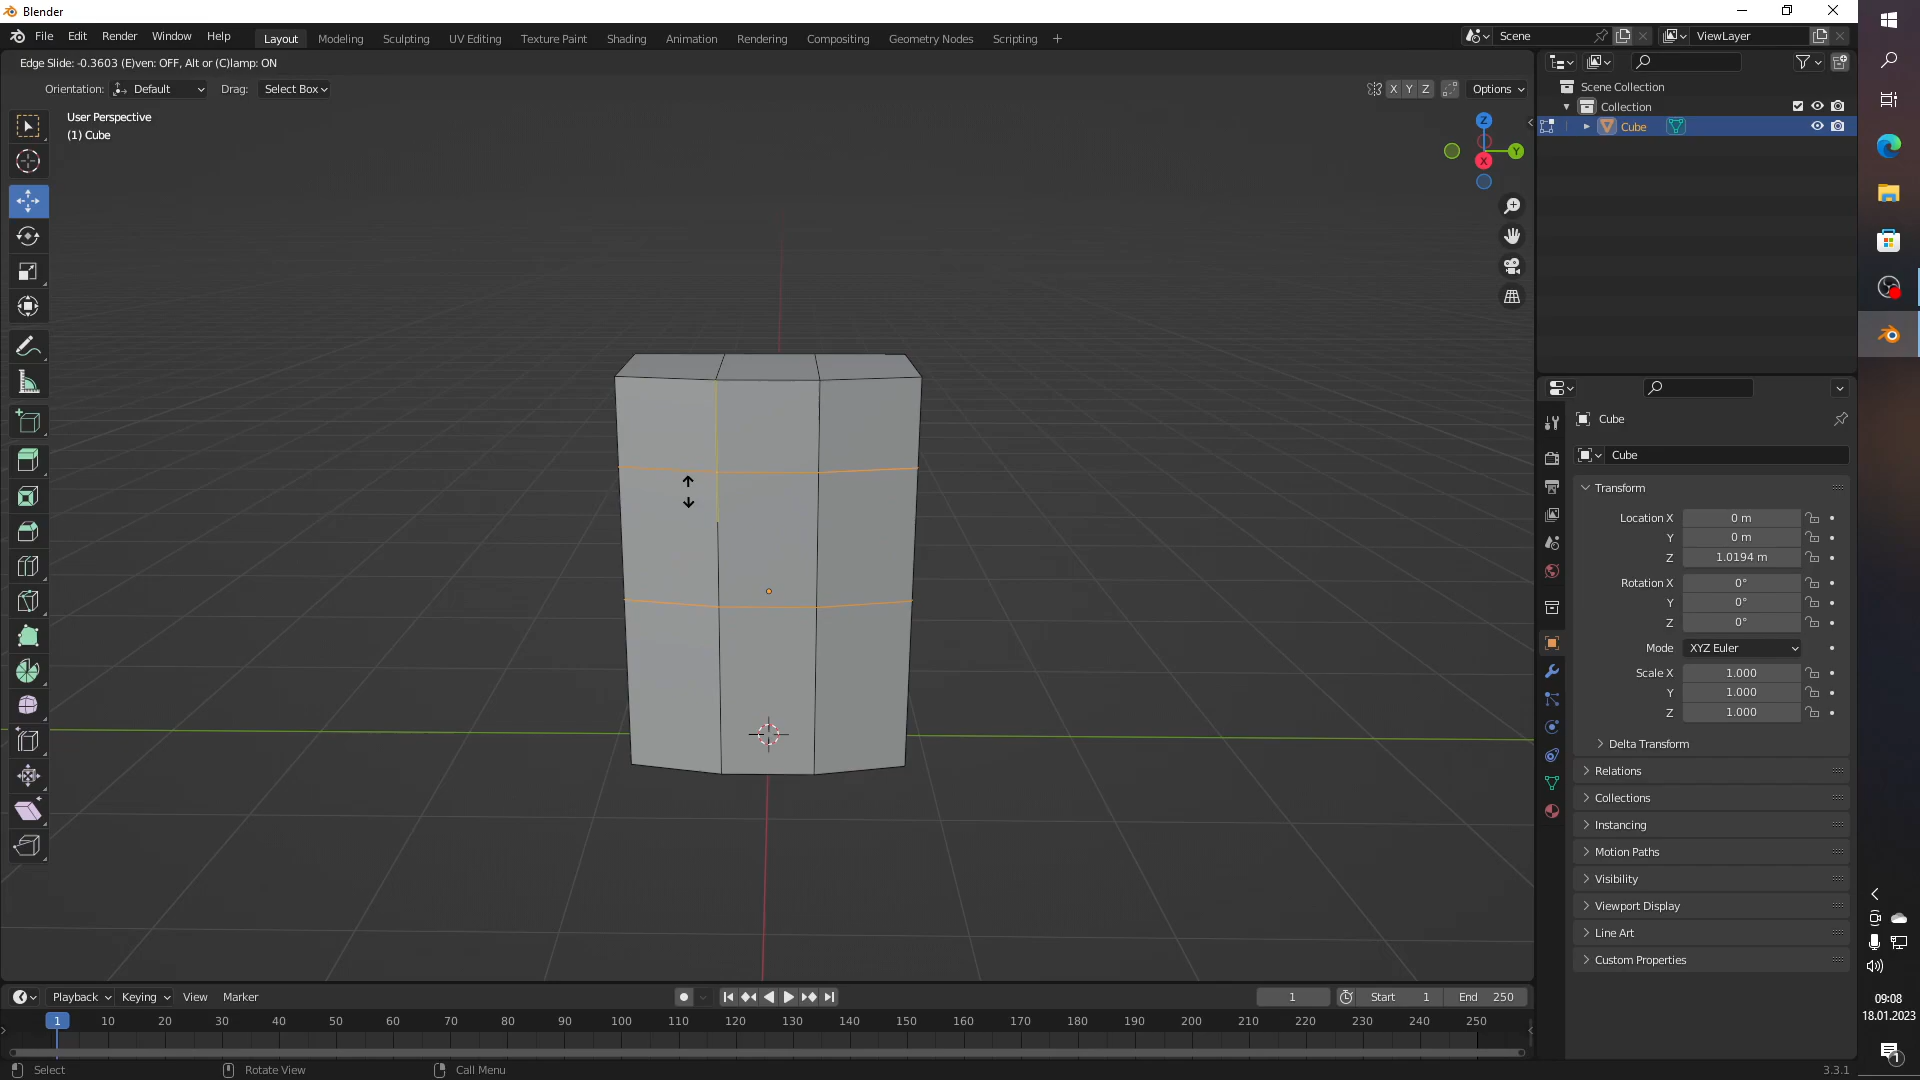 Blender
File Edit Render Window Help Layout Modeling Sculpting UV Editing Texture Paint Shading Animation Rendering Compositing Geometry Nodes Scripting Scene ViewLayer
Edge Slide: -0.3603 (E)ven: OFF, Alt or (C)lamp: ON
Orientation: Default Drag: Select Box X Y Z Options
User Perspective
(1) Cube
Z
Y
X
Scene Collection
Collection
Cube
Cube
Cube
Transform
Location X 0 m
Y 0 m
Z 1.0194 m
Rotation X 0°
Y 0°
Z 0°
Mode XYZ Euler
Scale X 1.000
Y 1.000
Z 1.000
Delta Transform
Relations
Collections
Instancing
Motion Paths
Visibility
Viewport Display
Line Art
Custom Properties
Playback Keying View Marker 1 Start 1 End 250
1 10 20 30 40 50 60 70 80 90 100 110 120 130 140 150 160 170 180 190 200 210 220 230 240 250
Select Rotate View Call Menu 3.3.1
09:08
18.01.2023
1